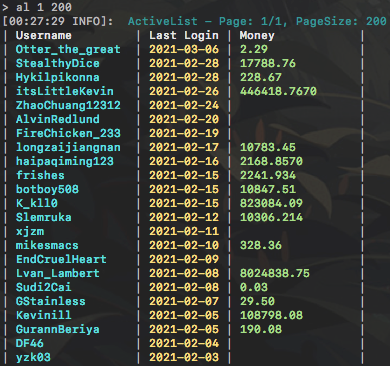 > al 1 200
[00:27:29 INFO]: ActiveList - Page: 1/1, PageSize: 200
| Username | Last Login | Money |
| Otter_the_great | 2021-03-06 | 2.29 |
| StealthyDice | 2021-02-28 | 17788.76 |
| Hykilpikonna | 2021-02-28 | 228.67 |
| itsLittleKevin | 2021-02-26 | 446418.7670 |
| ZhaoChuang12312 | 2021-02-24 | |
| AlvinRedlund | 2021-02-20 | |
| FireChicken_233 | 2021-02-19 | |
| longzaijiangnan | 2021-02-17 | 10783.45 |
| haipaqiming123 | 2021-02-16 | 2168.8570 |
| frishes | 2021-02-15 | 2241.934 |
| botboy508 | 2021-02-15 | 10847.51 |
| K_kll0 | 2021-02-15 | 823084.09 |
| Slemruka | 2021-02-12 | 10306.214 |
| xjzm | 2021-02-11 | |
| mikesmacs | 2021-02-10 | 328.36 |
| EndCruelHeart | 2021-02-09 | |
| Lvan_Lambert | 2021-02-08 | 8024838.75 |
| Sudi2Cai | 2021-02-08 | 0.03 |
| GStainless | 2021-02-07 | 29.50 |
| Kevinill | 2021-02-05 | 108798.08 |
| GurannBeriya | 2021-02-05 | 190.08 |
| DF46 | 2021-02-04 | |
| yzk03 | 2021-02-03 | |